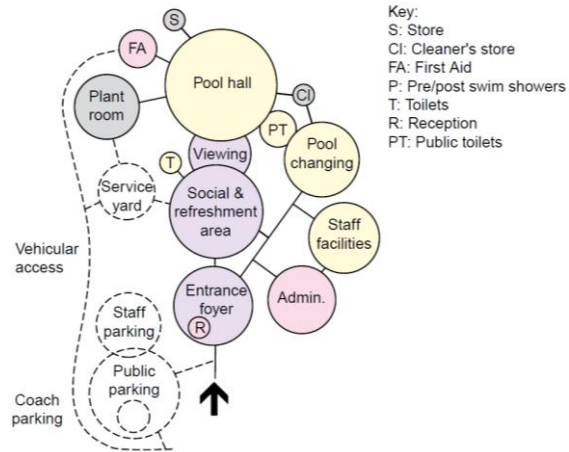 S
FA
Pool hall
Plant
room
CI
PT
Pool
changing
Viewing
T
Service
yard
Social &
refreshment
area
Staff
facilities
Vehicular
access
Entrance
foyer
R
Admin.
Staff
parking
Public
parking
Coach
parking
Key:
S: Store
CI: Cleaner's store
FA: First Aid
P: Pre/post swim showers
T: Toilets
R: Reception
PT: Public toilets